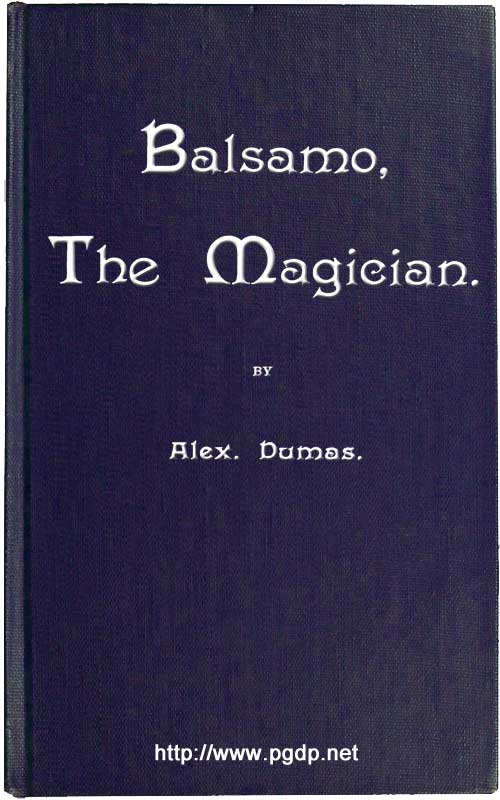 Balsamo,
The Magician.
BY
Alex. Dumas.
http://www.pgdp.net